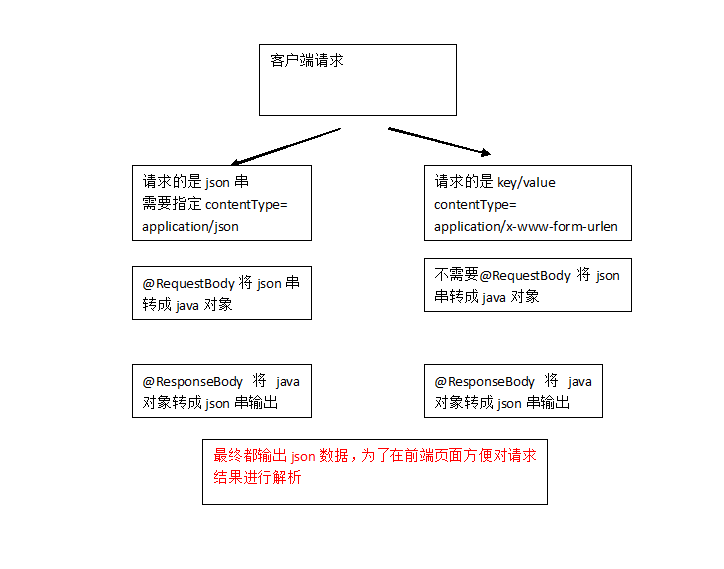 客户端请求
请求的是 json 串
需要指定 contentType=
application/json
请求的是 key/value
contentType=
application/x-www-form-urlen
@RequestBody 将 json 串
转成 java 对象
不需要@RequestBody 将 json
串转成 java 对象
@ResponseBody 将 java
对象转成 json 串输出
@ResponseBody 将 java
对象转成 json 串输出
最终都输出 json 数据，为了在前端页面方便对请求
结果进行解析